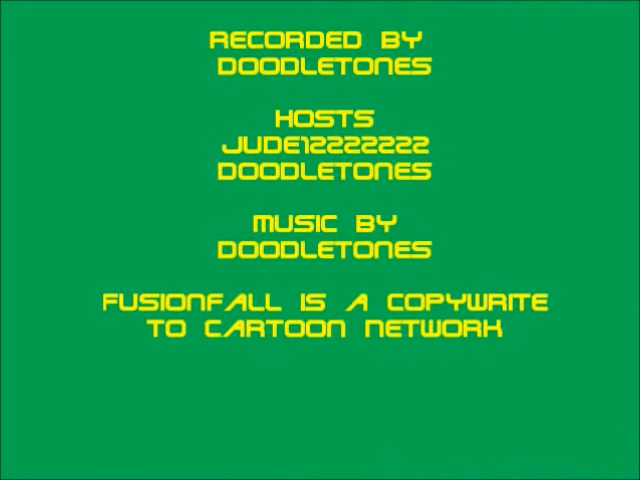 RECORDED BY
DOODLETONES
HOSTS
JUDE12222222
DOODLETONES
MUSIC BY
DOODLETONES
FUSIONFALL IS A COPYWRITE
TO CARTOON NETWORK